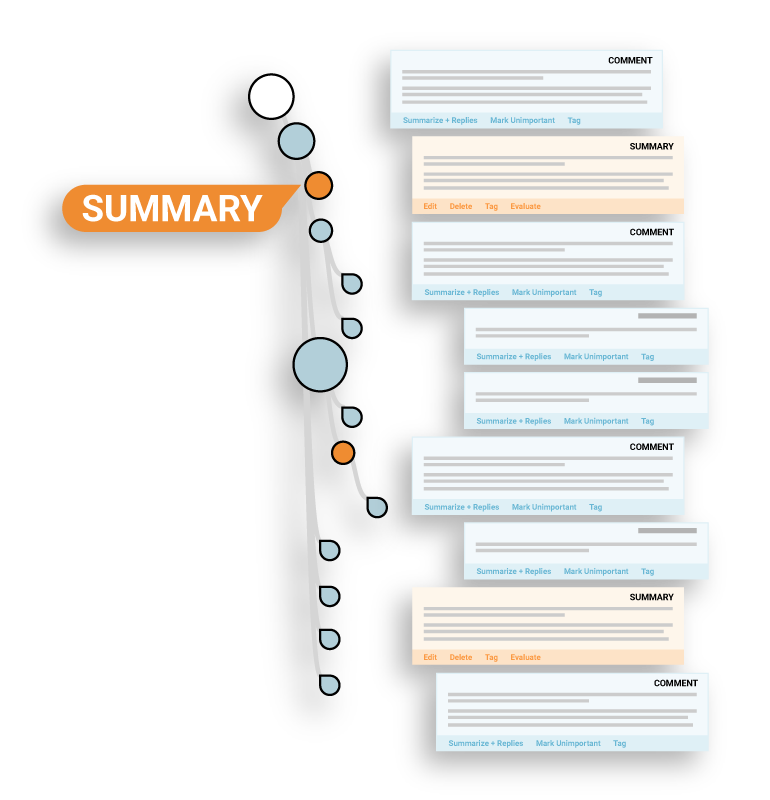 COMMENT
Summarize + Replies Mark Unimportant Tag
SUMMARY
Edit Delete Tag Evaluate
SUMMARY
COMMENT
Summarize + Replies Mark Unimportant Tag
Summarize + Replies Mark Unimportant Tag
Summarize + Replies Mark Unimportant Tag
COMMENT
Summarize + Replies Mark Unimportant Tag
Summarize + Replies Mark Unimportant Tag
SUMMARY
Edit Delete Tag Evaluate
COMMENT
Summarize + Replies Mark Unimportant Tag